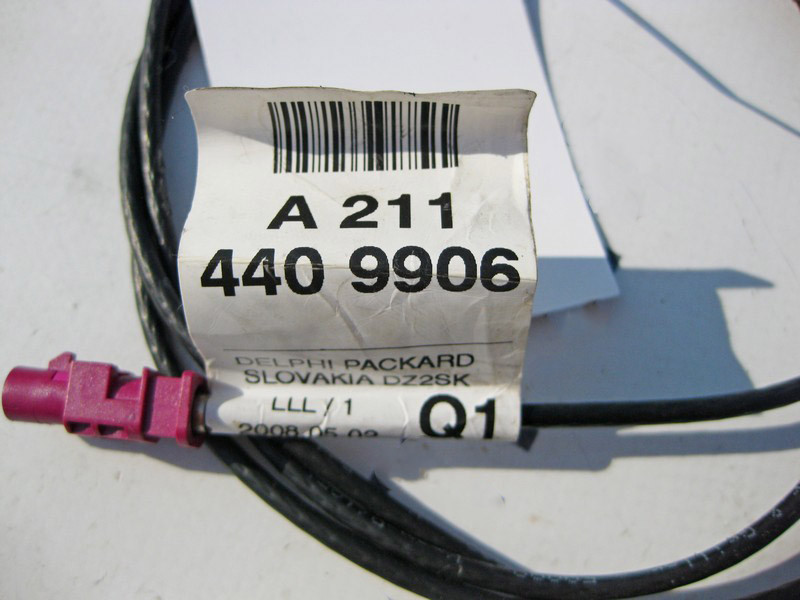 A 211
440 9906
DELPHI PACKARD
SLOVAKIA DZ2SK
LLL / 1
Q1
2008.05.02